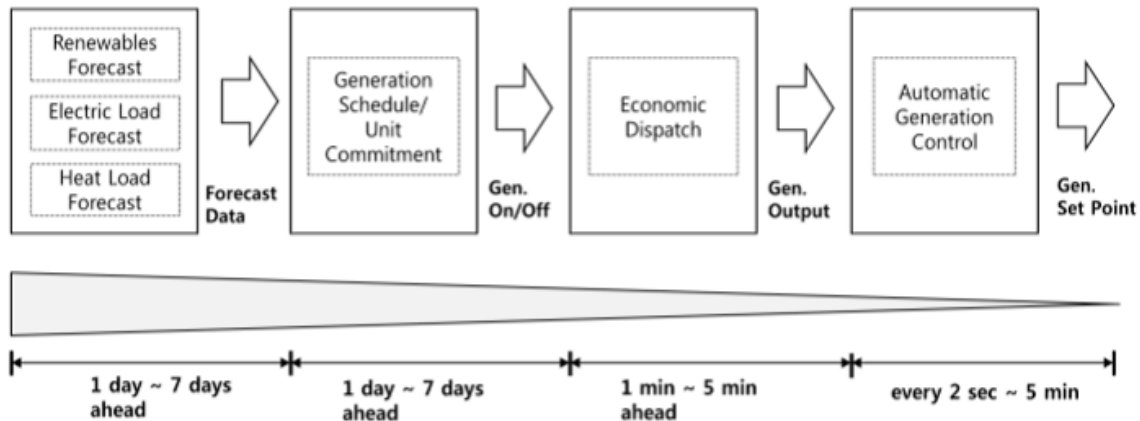 Renewables
Forecast
Electric Load
Forecast
Heat Load
Forecast
Forecast
Data
Generation
Schedule/
Unit
Commitment
Gen.
On/Off
Economic
Dispatch
Gen.
Output
Automatic
Generation
Control
Gen.
Set Point
1 day ~ 7 days
ahead
1 day ~ 7 days
ahead
1 min ~ 5 min
ahead
every 2 sec ~ 5 min